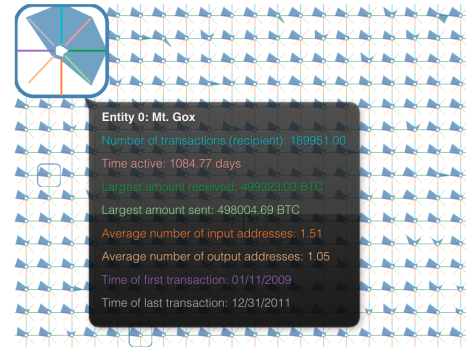 Entity 0: Mt. Gox
Number of transactions (recipient): 189951.00
Time active: 1084.77 days
Largest amount received: 499323.03 BTC
Largest amount sent: 498004.69 BTC
Average number of input addresses: 1.51
Average number of output addresses: 1.05
Time of first transaction: 01/11/2009
Time of last transaction: 12/31/2011